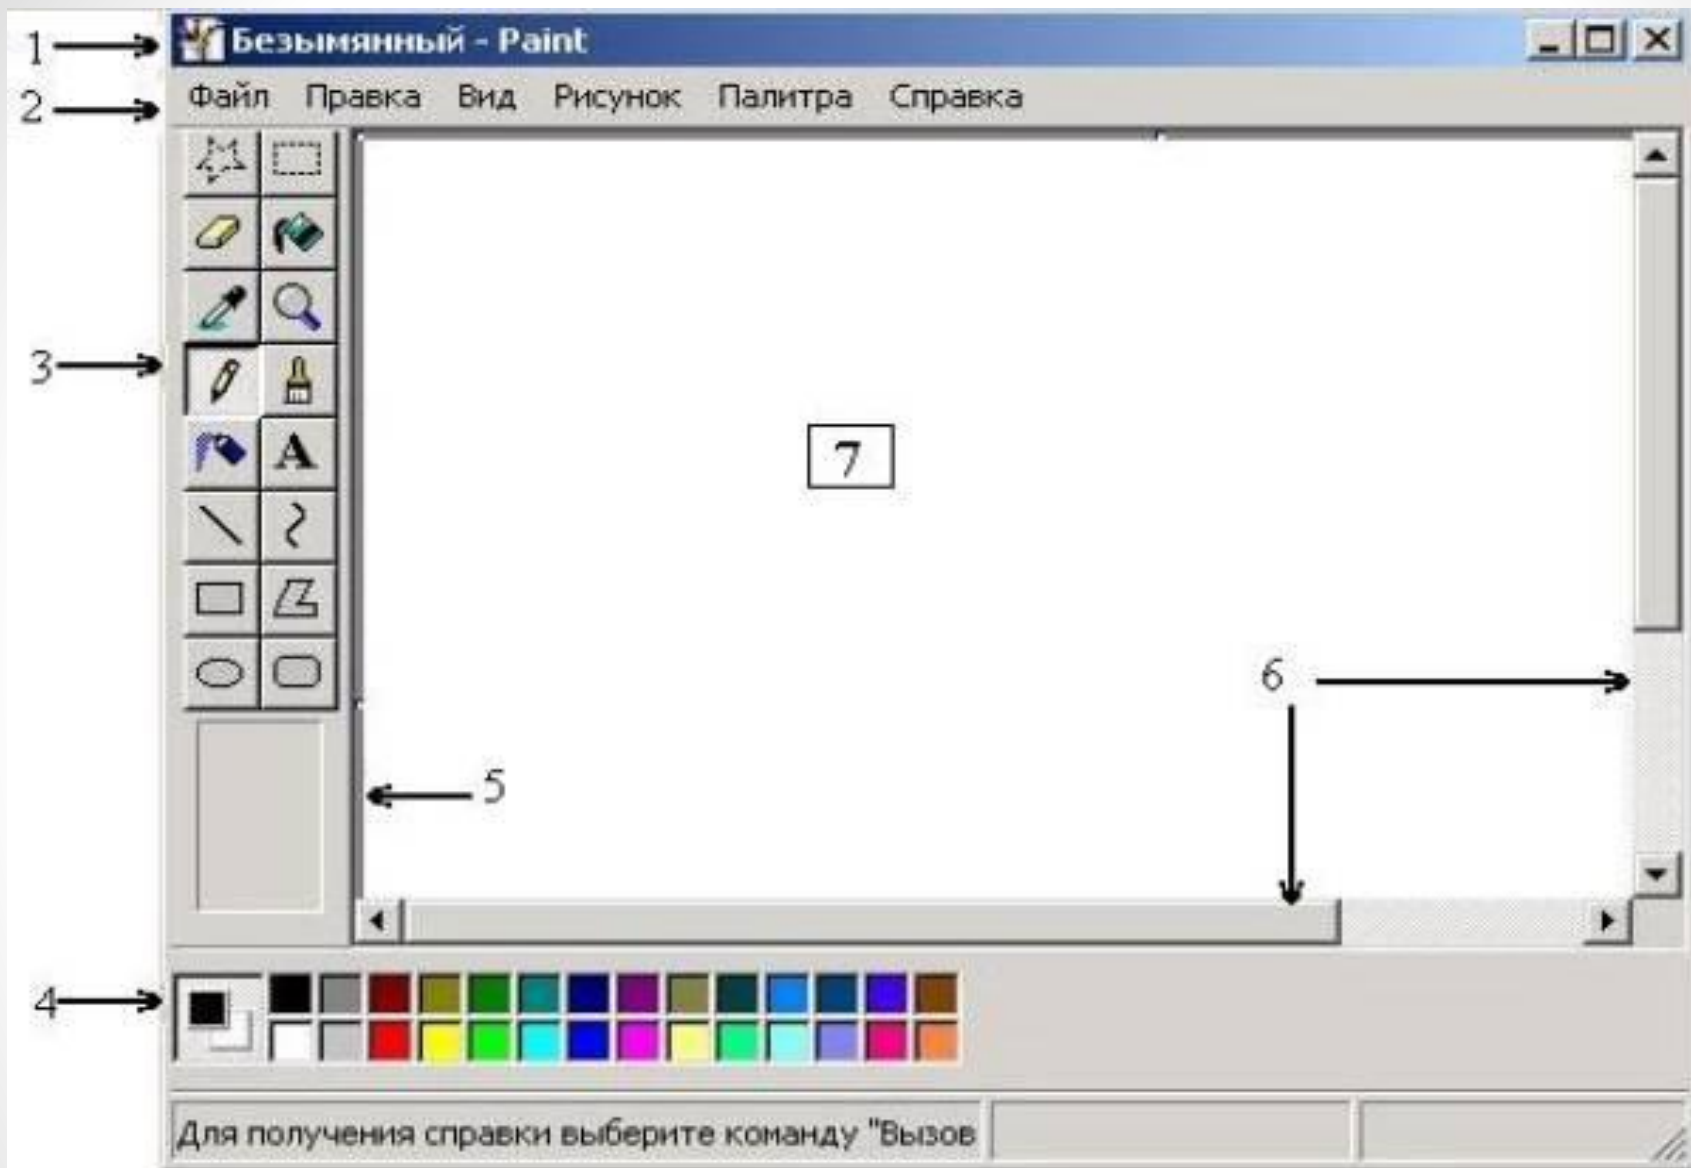 1
Безымянный - Paint
2
Файл Правка Вид Рисунок Палитра Справка
3
A
7
6
5
4
Для получения справки выберите команду "Вызов